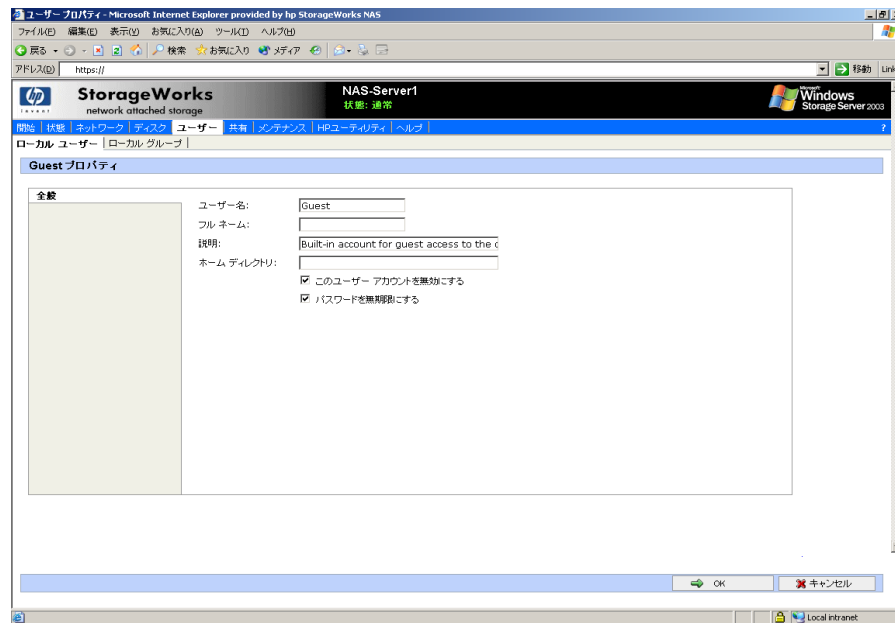 ユーザー プロパティ - Microsoft Internet Explorer provided by hp StorageWorks NAS
ファイル(F) 編集(E) 表示(V) お気に入り(A) ツール(T) ヘルプ(H)
戻る 検索 お気に入り メディア
アドレス(D) https:// 移動 Link
hp invent StorageWorks NAS-Server1 Microsoft Windows
network attached storage 状態: 通常 Storage Server 2003
開始 状態 ネットワーク ディスク ユーザー 共有 メンテナンス HPユーティリティ ヘルプ ?
ローカル ユーザー ローカル グループ
Guest プロパティ
全般
ユーザー名: Guest
フル ネーム:
説明: Built-in account for guest access to the c
ホーム ディレクトリ:
このユーザー アカウントを無効にする
パスワードを無期限にする
OK キャンセル
Local intranet